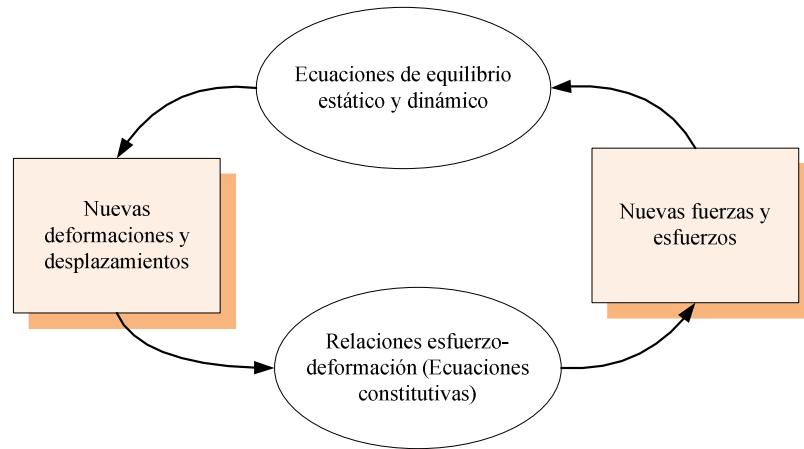 Ecuaciones de equilibrio
estático y dinámico
Nuevas
deformaciones y
desplazamientos
Nuevas fuerzas y
esfuerzos
Relaciones esfuerzo-
deformación (Ecuaciones
constitutivas)